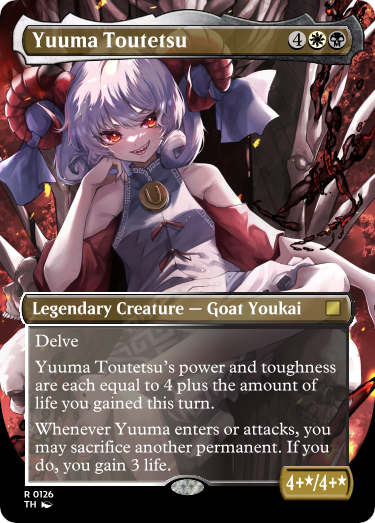 Yuuma Toutetsu 4
Legendary Creature — Goat Youkai
Delve
Yuuma Toutetsu's power and toughness
are each equal to 4 plus the amount of
life you gained this turn.
Whenever Yuuma enters or attacks, you
may sacrifice another permanent. If you
do, you gain 3 life.
4+★/4+★
R 0126
TH